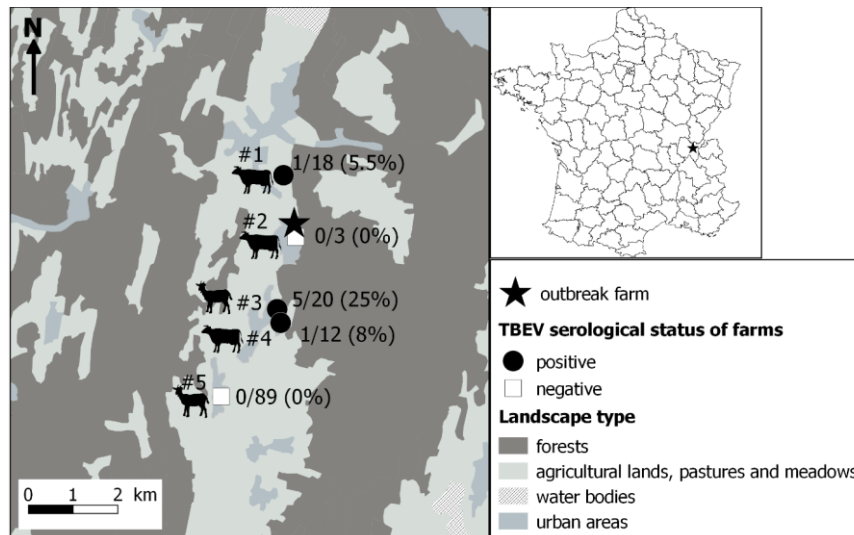 N
#1
1/18 (5.5%)
#2
0/3 (0%)
#3
5/20 (25%)
#4
1/12 (8%)
#5
0/89 (0%)
0 1 2 km
outbreak farm
TBEV serological status of farms
positive
negative
Landscape type
forests
agricultural lands, pastures and meadows
water bodies
urban areas